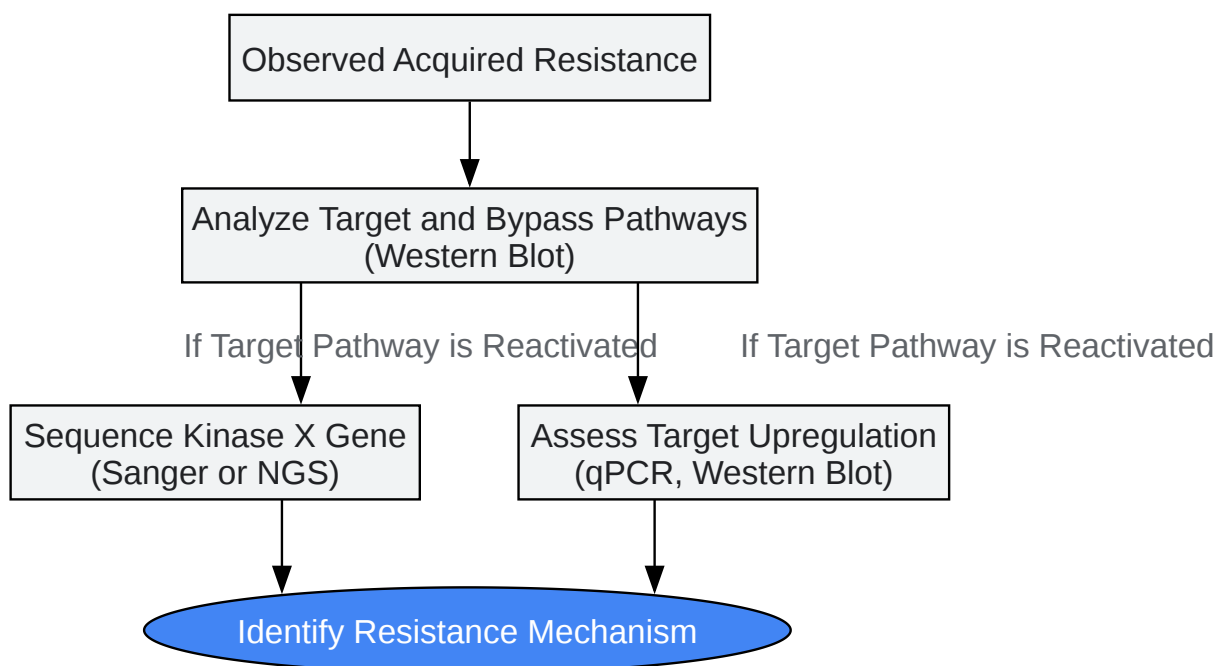 Observed Acquired Resistance
Analyze Target and Bypass Pathways
(Western Blot)
If Target Pathway is Reactivated
If Target Pathway is Reactivated
Sequence Kinase X Gene
(Sanger or NGS)
Assess Target Upregulation
(qPCR, Western Blot)
Identify Resistance Mechanism